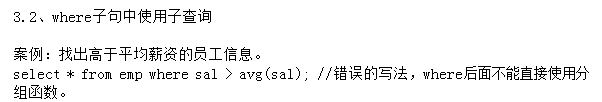 3.2、where子句中使用子查询
案例：找出高于平均薪资的员工信息。
select * from emp where sal > avg(sal); //错误的写法，where后面不能直接使用分
组函数。